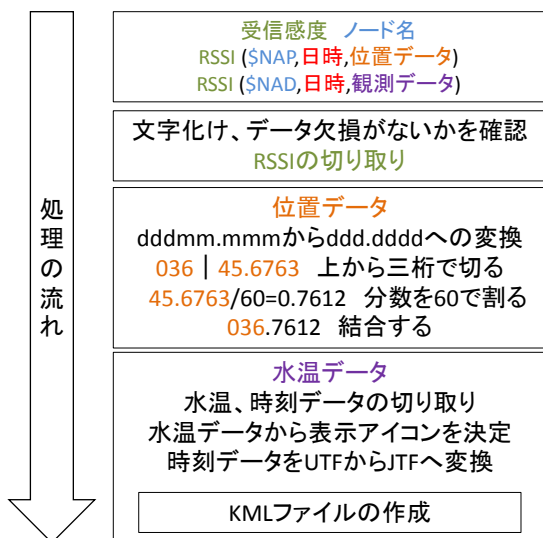 処理の流れ
受信感度 ノード名
RSSI ($NAP,日時,位置データ)
RSSI ($NAD,日時,観測データ)
文字化け、データ欠損がないかを確認
RSSIの切り取り
位置データ
dddmm.mmmからddd.ddddへの変換
036 | 45.6763 上から三桁で切る
45.6763/60=0.7612 分数を60で割る
036.7612 結合する
水温データ
水温、時刻データの切り取り
水温データから表示アイコンを決定
時刻データをUTFからJTFへ変換
KMLファイルの作成